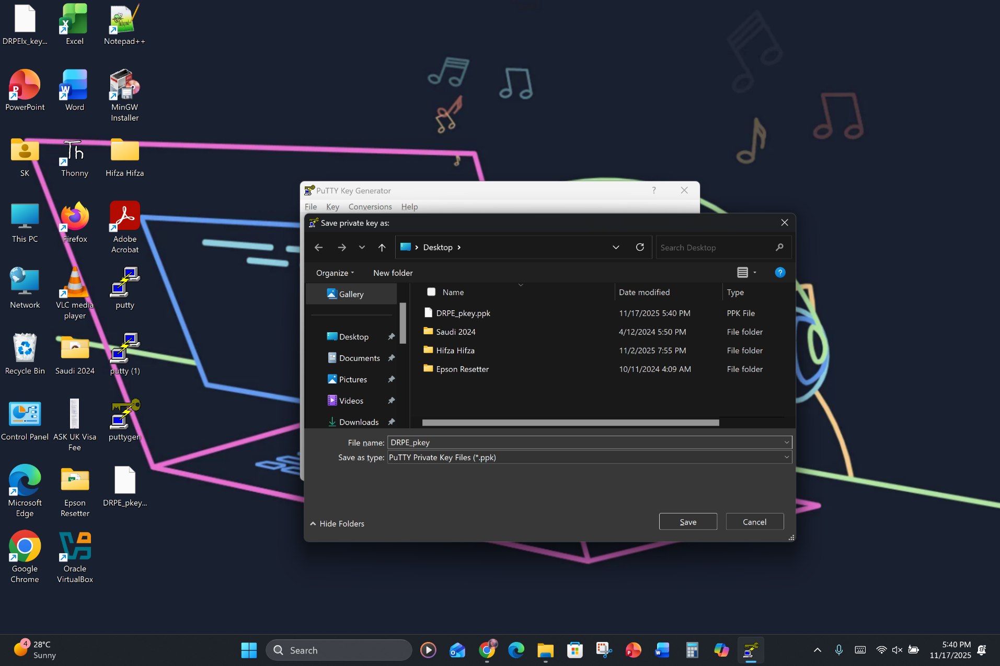 DRPEIx_key...
Excel
Notepad++
PowerPoint
Word
MinGW
Installer
SK
Thonny
Hifza Hifza
This PC
Firefox
Adobe
Acrobat
Network
VLC media
player
putty
Recycle Bin
Saudi 2024
putty (1)
Control Panel
ASK UK Visa
Fee
puttygen
Microsoft
Edge
Epson
Resetter
DRPE_pkey...
Google
Chrome
Oracle
VirtualBox
PuTTY Key Generator
?
File Key Conversions Help
Save private key as:
Desktop
Search Desktop
Organize
New folder
?
Gallery
Desktop
Documents
Pictures
Videos
Downloads
Name Date modified Type
DRPE_pkey.ppk 11/17/2025 5:40 PM PPK File
Saudi 2024 4/12/2024 5:50 PM File folder
Hifza Hifza 11/2/2025 7:55 PM File folder
Epson Resetter 10/11/2024 4:09 AM File folder
File name: DRPE_pkey
Save as type: PuTTY Private Key Files (*.ppk)
Hide Folders
Save
Cancel
4
28°C
Sunny
Search
5:40 PM
11/17/2025